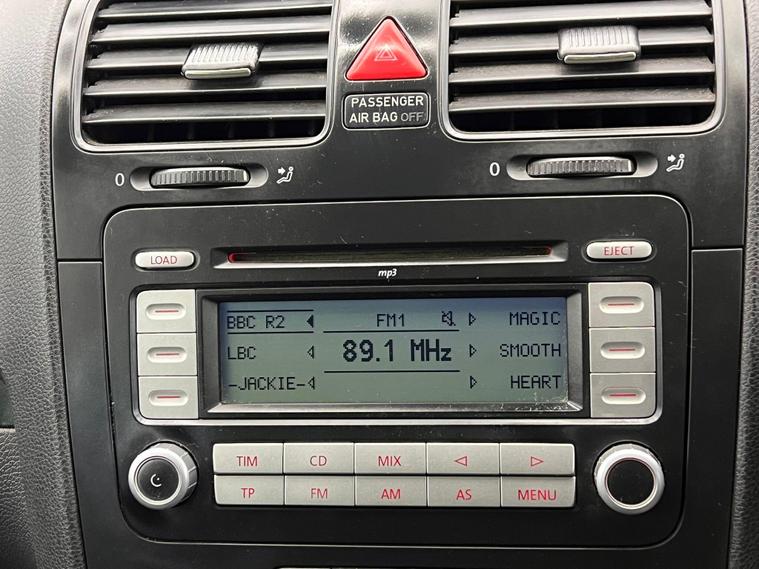 PASSENGER
AIR BAG OFF
0
0
LOAD
EJECT
mp3
BBC R2 FM1 MAGIC
LBC 89.1 MHz SMOOTH
-JACKIE- HEART
TIM CD MIX
TP FM AM AS MENU